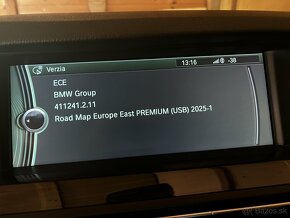 Verzia
13:16
-38
ECE
BMW Group
411241.2.11
Road Map Europe East PREMIUM (USB) 2025-1